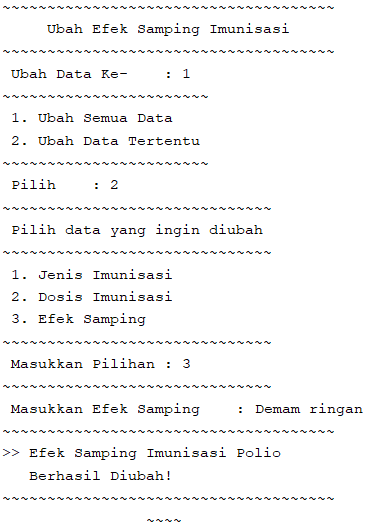 ~~~~~~~~~~~~~~~~~~~~~~~~~~~~~~~~~~~~~
Ubah Efek Samping Imunisasi
~~~~~~~~~~~~~~~~~~~~~~~~~~~~~~~~~~~~~
Ubah Data Ke-    : 1
~~~~~~~~~~~~~~~~~~~~~~~
1. Ubah Semua Data
2. Ubah Data Tertentu
~~~~~~~~~~~~~~~~~~~~~~~
Pilih    : 2
~~~~~~~~~~~~~~~~~~~~~~~~~~~~~~
Pilih data yang ingin diubah
~~~~~~~~~~~~~~~~~~~~~~~~~~~~~~
1. Jenis Imunisasi
2. Dosis Imunisasi
3. Efek Samping
~~~~~~~~~~~~~~~~~~~~~~~~~~~~~~
Masukkan Pilihan : 3
~~~~~~~~~~~~~~~~~~~~~~~~~~~~~~
Masukkan Efek Samping    : Demam ringan
~~~~~~~~~~~~~~~~~~~~~~~~~~~~~~~~~~~~~
>> Efek Samping Imunisasi Polio
Berhasil Diubah!
~~~~~~~~~~~~~~~~~~~~~~~~~~~~~~~~~~~~~
~~~~